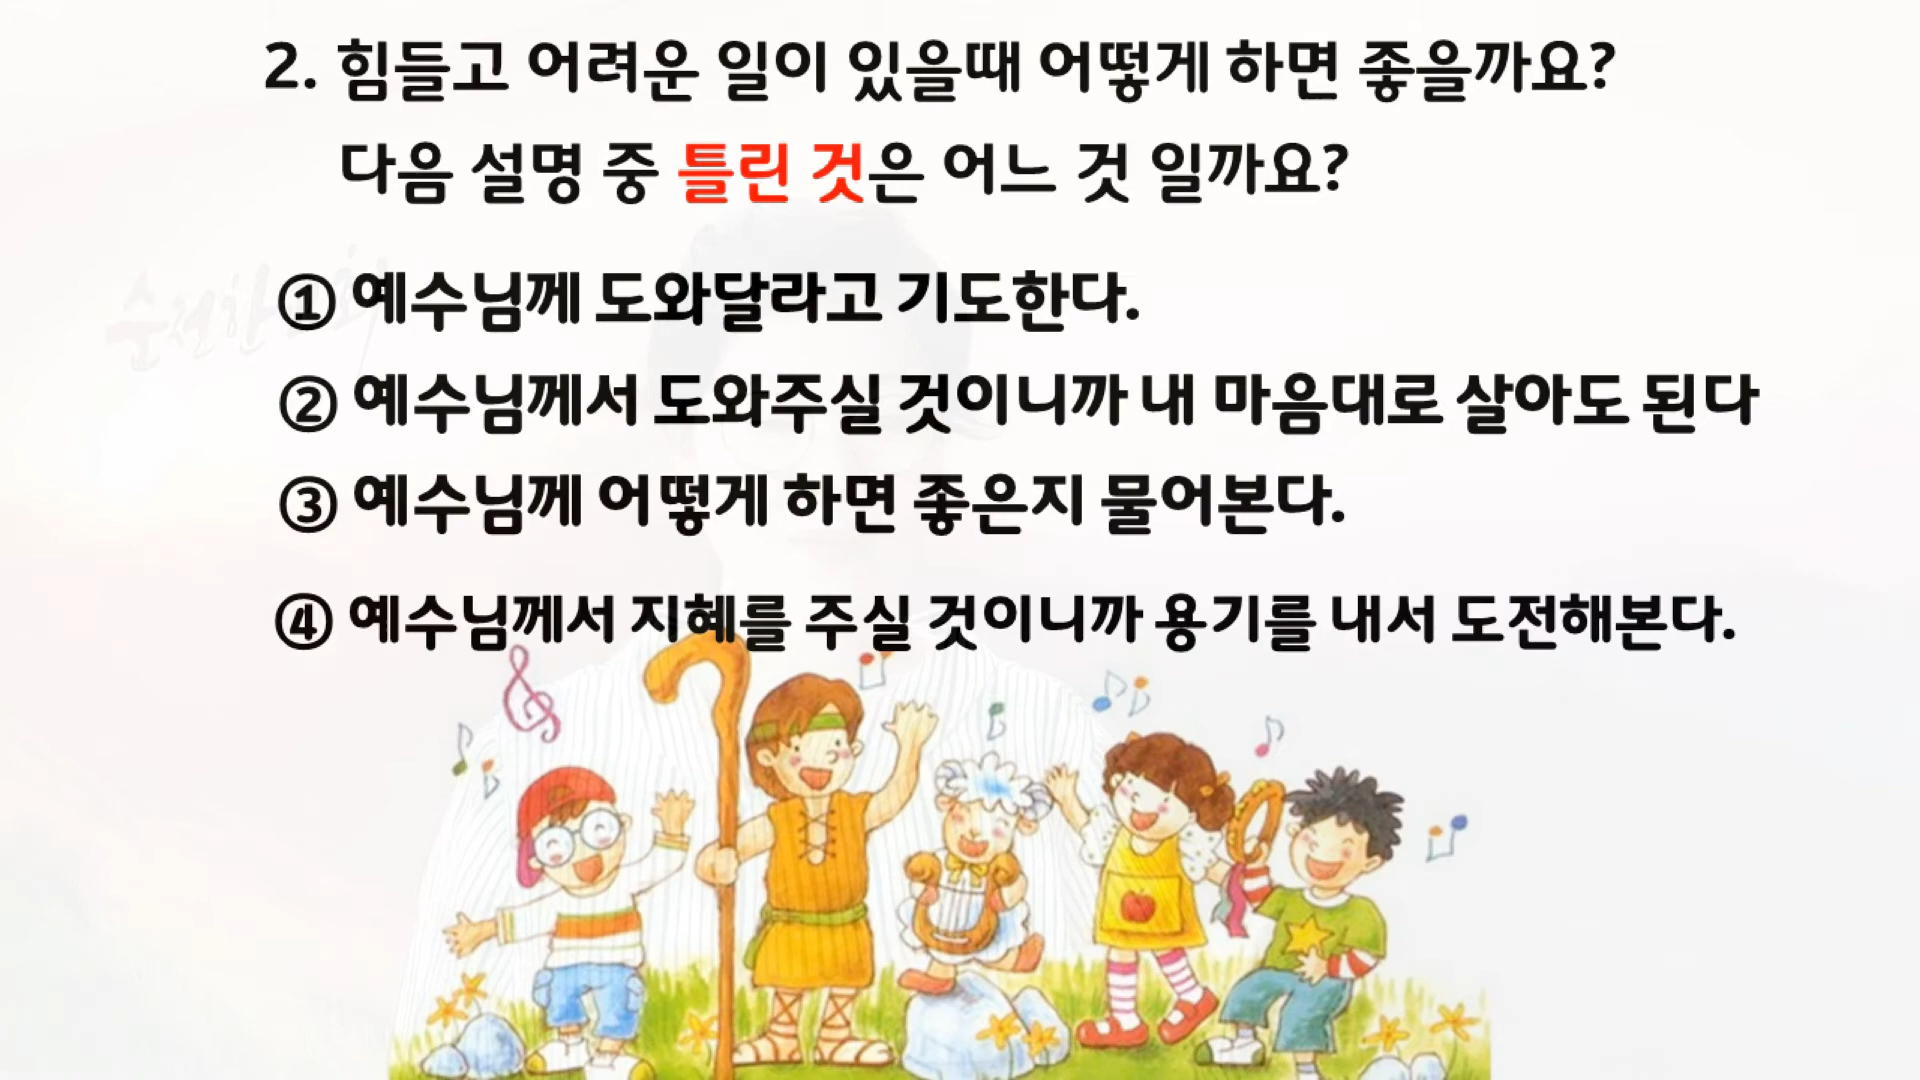 2. 힘들고 어려운 일이 있을때 어떻게 하면 좋을까요?
다음 설명 중 틀린 것은 어느 것 일까요?
① 예수님께 도와달라고 기도한다.
② 예수님께서 도와주실 것이니까 내 마음대로 살아도 된다
③ 예수님께 어떻게 하면 좋은지 물어본다.
④ 예수님께서 지혜를 주실 것이니까 용기를 내서 도전해본다.